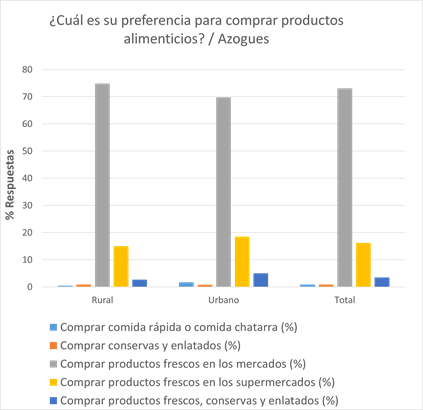 ¿Cuál es su preferencia para comprar productos
alimenticios? / Azogues
80
70
60
50
40
30
20
10
0
% Respuestas
Rural
Urbano
Total
Comprar comida rápida o comida chatarra (%)
Comprar conservas y enlatados (%)
Comprar productos frescos en los mercados (%)
Comprar productos frescos en los supermercados (%)
Comprar productos frescos, conservas y enlatados (%)